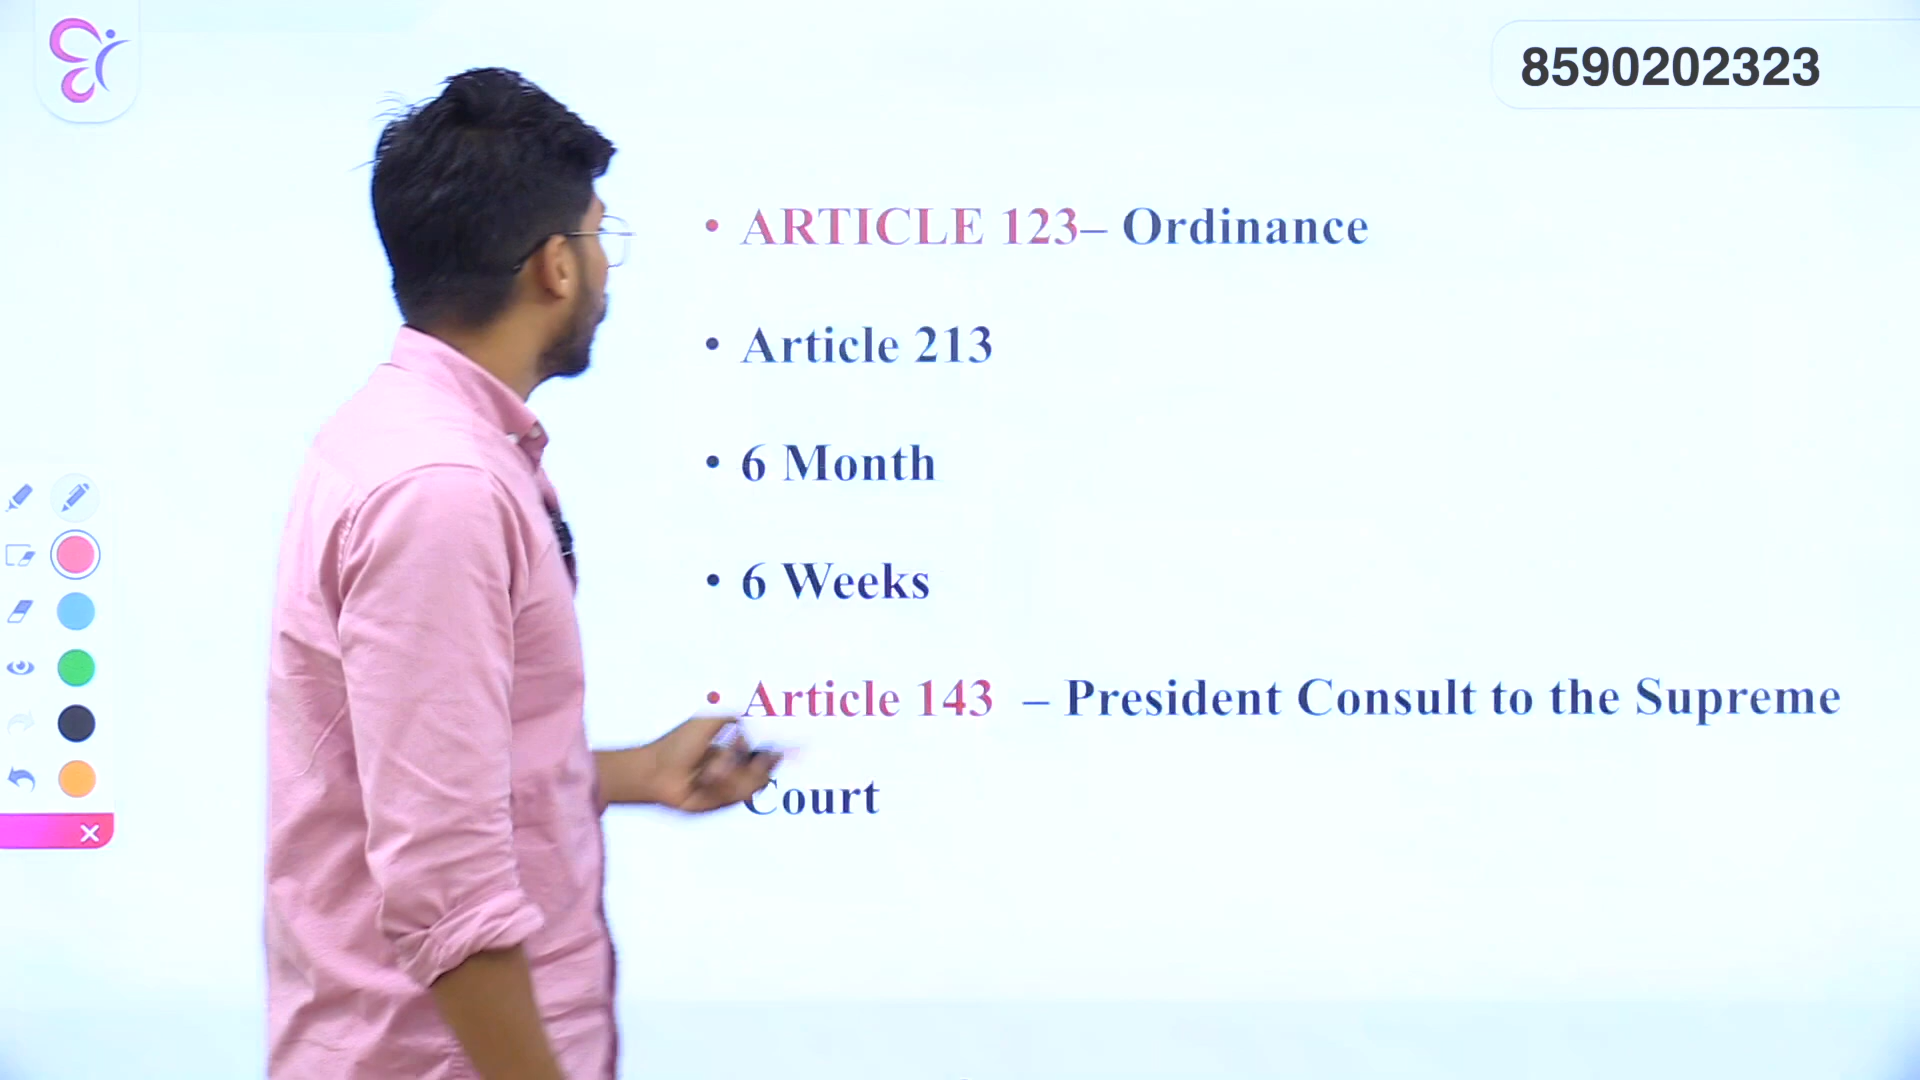 8590202323
• ARTICLE 123– Ordinance
• Article 213
• 6 Month
• 6 Weeks
• Article 143 – President Consult to the Supreme
Court